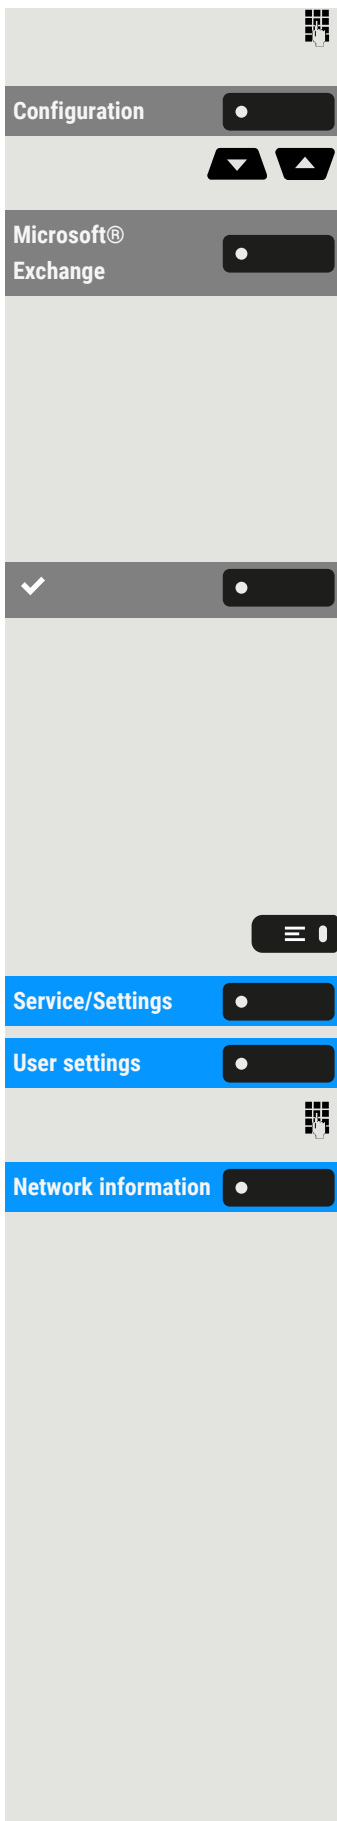 Configuration
Microsoft®
Exchange
Service/Settings
User settings
Network information